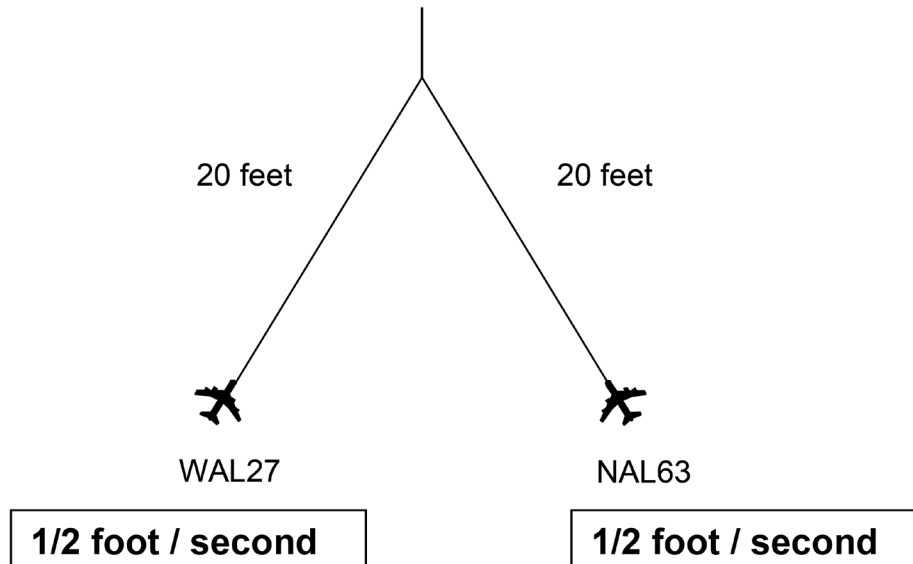 20 feet
20 feet
WAL27
NAL63
1/2 foot / second
1/2 foot / second